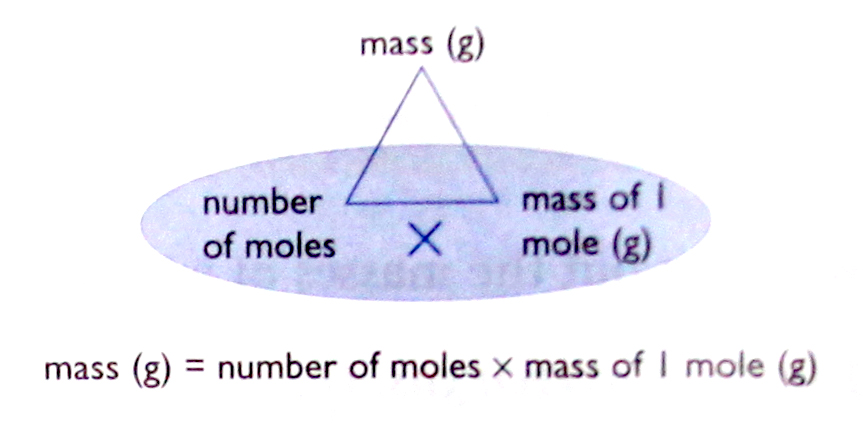 mass (g)
number
of moles
×
mass of 1
mole (g)
mass (g) = number of moles × mass of 1 mole (g)